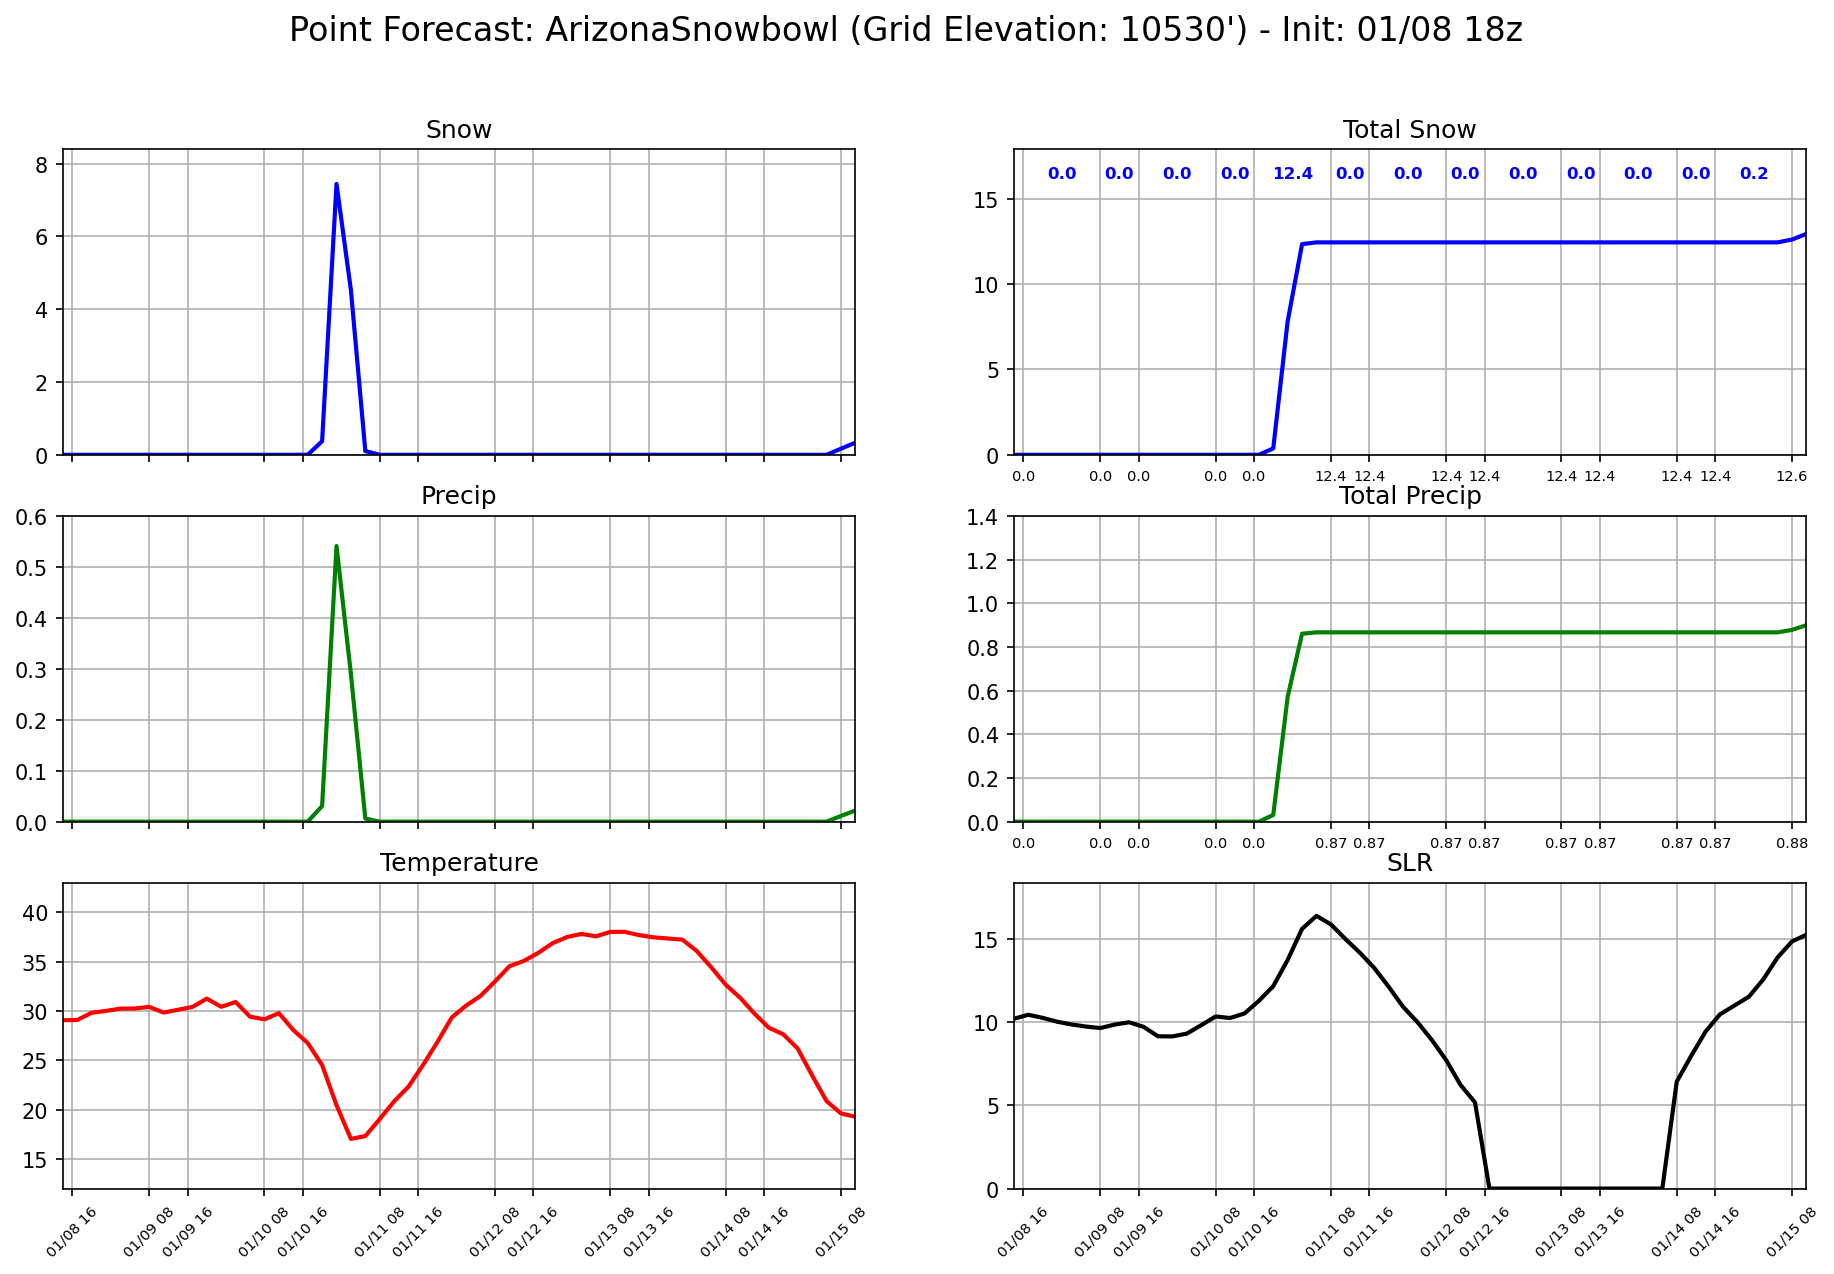 Point Forecast: ArizonaSnowbowl (Grid Elevation: 10530') - Init: 01/08 18z
Snow
8
6
4
2
0
Total Snow
0.0 0.0 0.0 0.0 12.4 0.0 0.0 0.0 0.0 0.0 0.0 0.0 0.2
15
10
5
0
0.0 0.0 0.0 0.0 0.0 12.4 12.4 12.4 12.4 12.4 12.4 12.4 12.4 12.6
Precip
0.6
0.5
0.4
0.3
0.2
0.1
0.0
Total Precip
1.4
1.2
1.0
0.8
0.6
0.4
0.2
0.0
0.0 0.0 0.0 0.0 0.0 0.87 0.87 0.87 0.87 0.87 0.87 0.87 0.87 0.88
Temperature
40
35
30
25
20
15
01/08 16 01/09 08 01/09 16 01/10 08 01/10 16 01/11 08 01/11 16 01/12 08 01/12 16 01/13 08 01/13 16 01/14 08 01/14 16 01/15 08
SLR
15
10
5
0
01/08 16 01/09 08 01/09 16 01/10 08 01/10 16 01/11 08 01/11 16 01/12 08 01/12 16 01/13 08 01/13 16 01/14 08 01/14 16 01/15 08